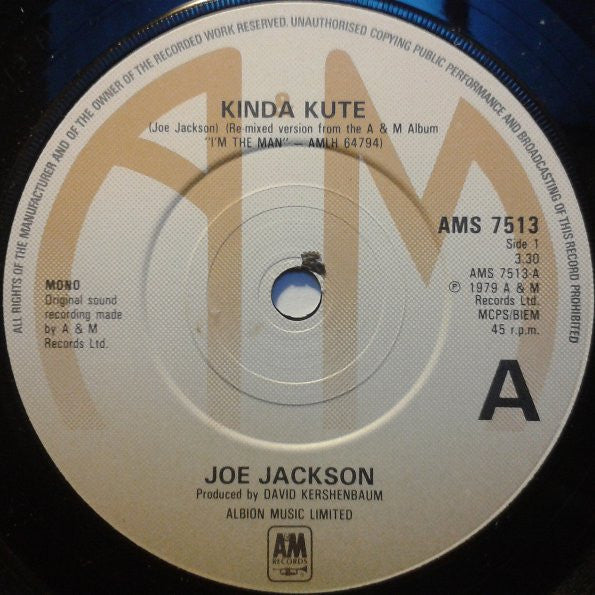 ALL RIGHTS OF THE MANUFACTURER AND OF THE OWNER OF THE RECORDED WORK RESERVED. UNAUTHORISED COPYING PUBLIC PERFORMANCE AND BROADCASTING OF THIS RECORD PROHIBITED
KINDA KUTE
(Joe Jackson) (Re-mixed version from the A & M Album
"I'M THE MAN" - AMLH 64794)
AMS 7513
Side 1
3.30
AMS 7513-A
℗ 1979 A & M
Records Ltd.
MCPS/BIEM
45 r.p.m.
MONO
Original sound
recording made
by A & M
Records Ltd.
A
JOE JACKSON
Produced by DAVID KERSHENBAUM
ALBION MUSIC LIMITED
AM
RECORDS